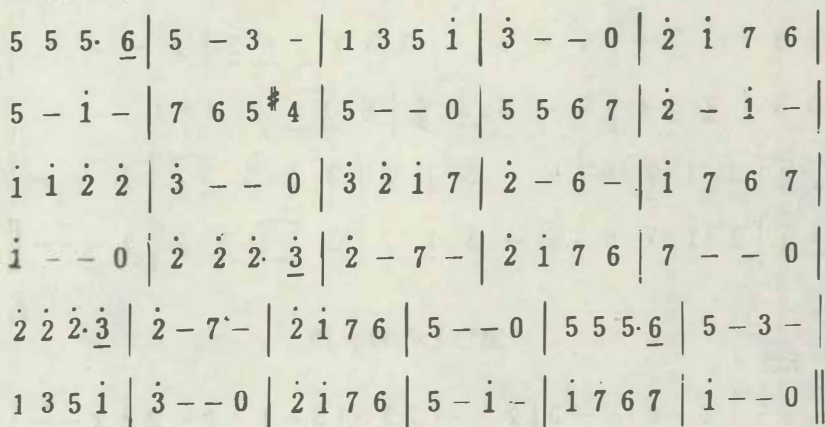 5 5 5· 6̲ | 5 – 3 – | 1 3 5 i̇ | 3̇ – – 0 | 2̇ i̇ 7 6 |
5 – i̇ – | 7 6 5 #4 | 5 – – 0 | 5 5 6 7 | 2̇ – i̇ – |
i̇ i̇ 2̇ 2̇ | 3̇ – – 0 | 3̇ 2̇ i̇ 7 | 2̇ – 6 – | i̇ 7 6 7 |
i̇ – – 0 | 2̇ 2̇ 2̇· 3̲̇ | 2̇ – 7 – | 2̇ i̇ 7 6 | 7 – – 0 |
2̇ 2̇ 2̇· 3̲̇ | 2̇ – 7 – | 2̇ i̇ 7 6 | 5 – – 0 | 5 5 5· 6̲ | 5 – 3 – |
1 3 5 i̇ | 3̇ – – 0 | 2̇ i̇ 7 6 | 5 – i̇ – | i̇ 7 6 7 | i̇ – – 0 ‖